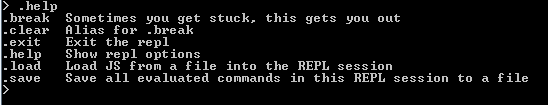 > .help
.break  Sometimes you get stuck, this gets you out
.clear  Alias for .break
.exit   Exit the repl
.help   Show repl options
.load   Load JS from a file into the REPL session
.save   Save all evaluated commands in this REPL session to a file
>